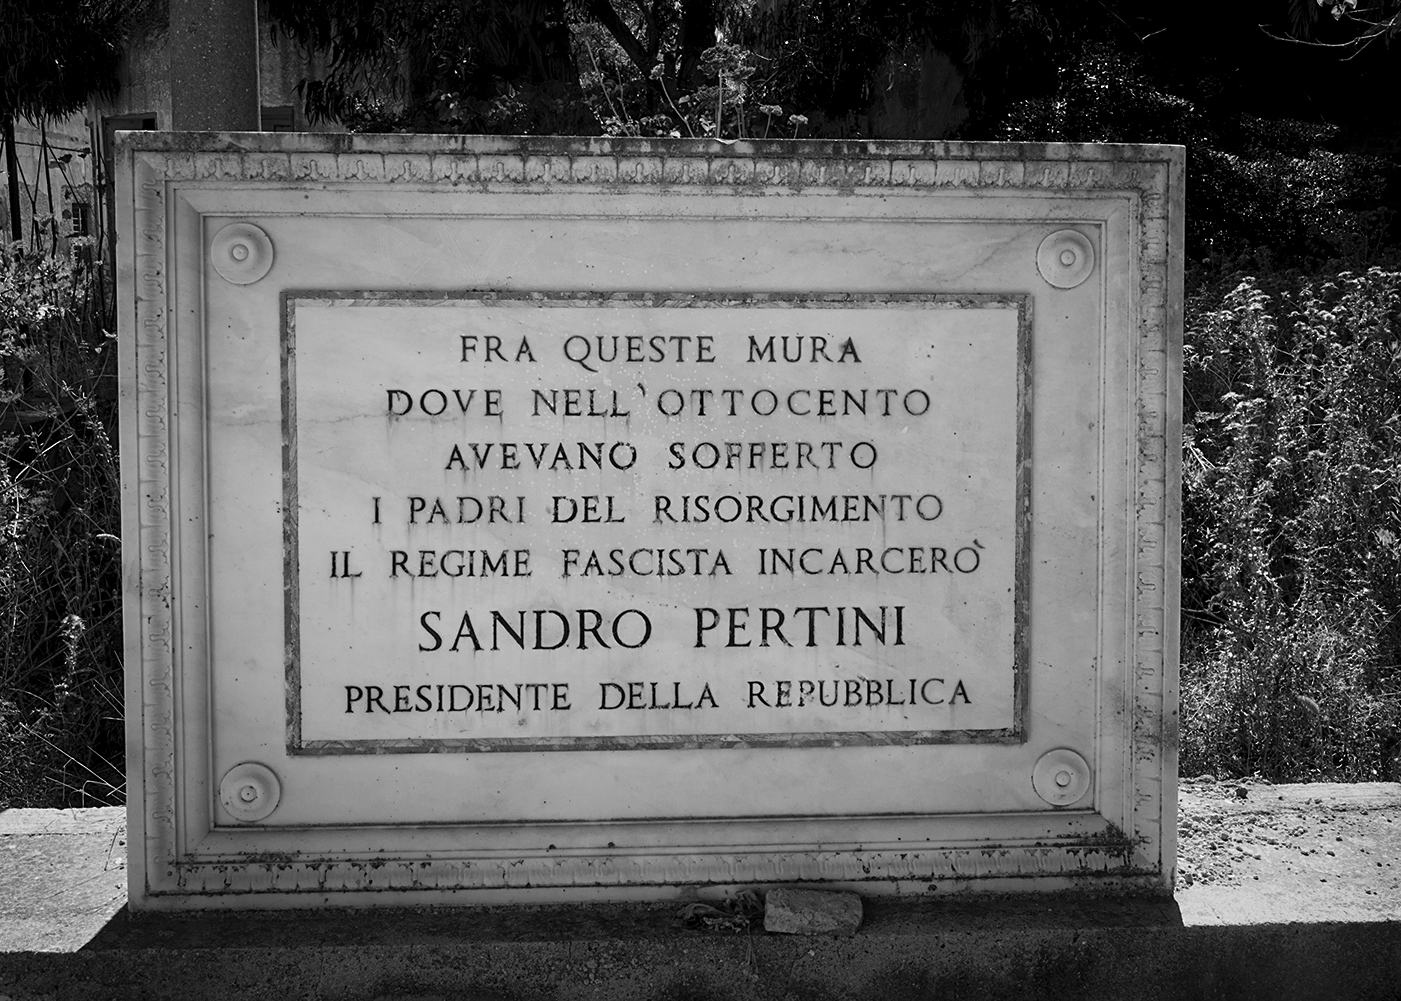 FRA QUESTE MURA
DOVE NELL'OTTOCENTO
AVEVANO SOFFERTO
I PADRI DEL RISORGIMENTO
IL REGIME FASCISTA INCARCERÒ
SANDRO PERTINI
PRESIDENTE DELLA REPUBBLICA